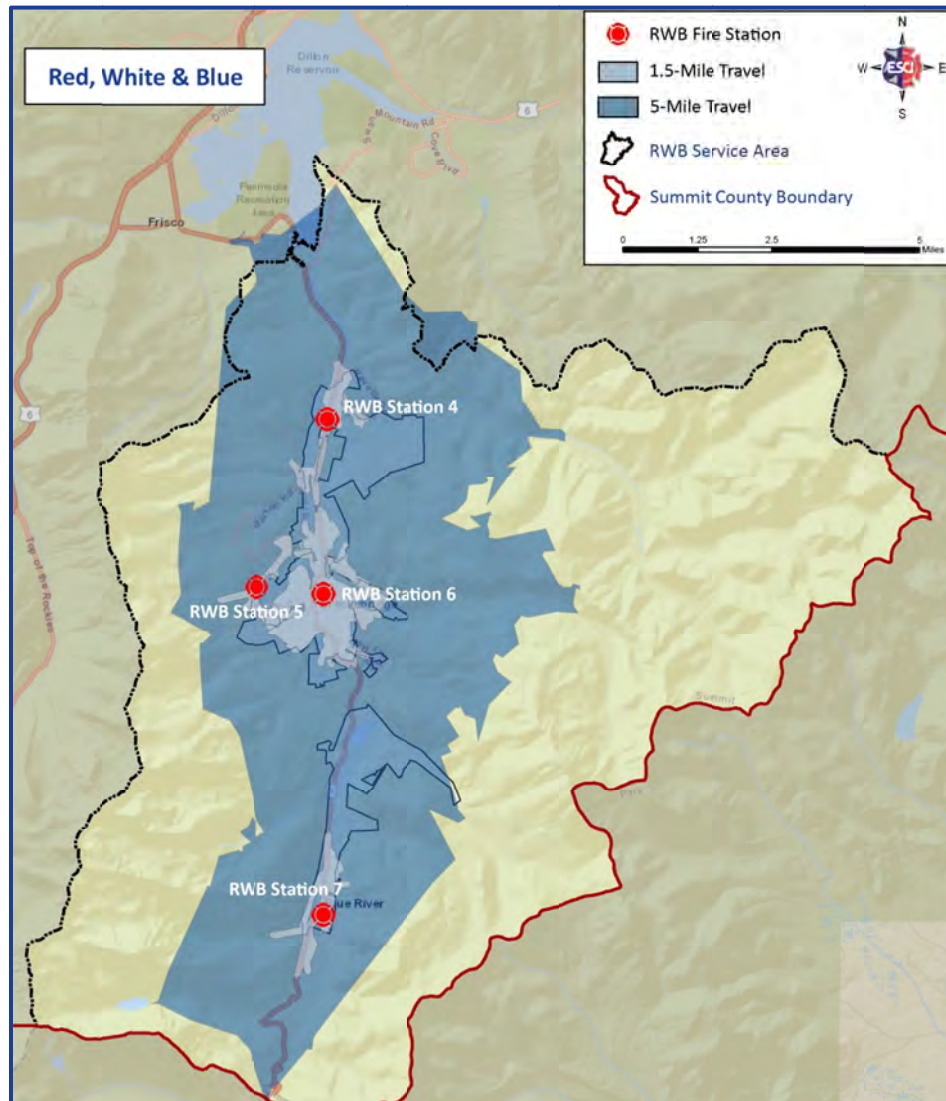 Red, White & Blue
RWB Fire Station
1.5-Mile Travel
5-Mile Travel
RWB Service Area
Summit County Boundary
N
W
E
S
ESCI
0
1.25
2.5
5
Miles
Dillon
Reservoir
6
Swan
Mountain Rd
Cove Blvd
Peninsula
Recreation
Area
Frisco
6
RWB Station 4
RWB Station 6
RWB Station 5
Top of the Rockies
Summit
Park
RWB Station 7